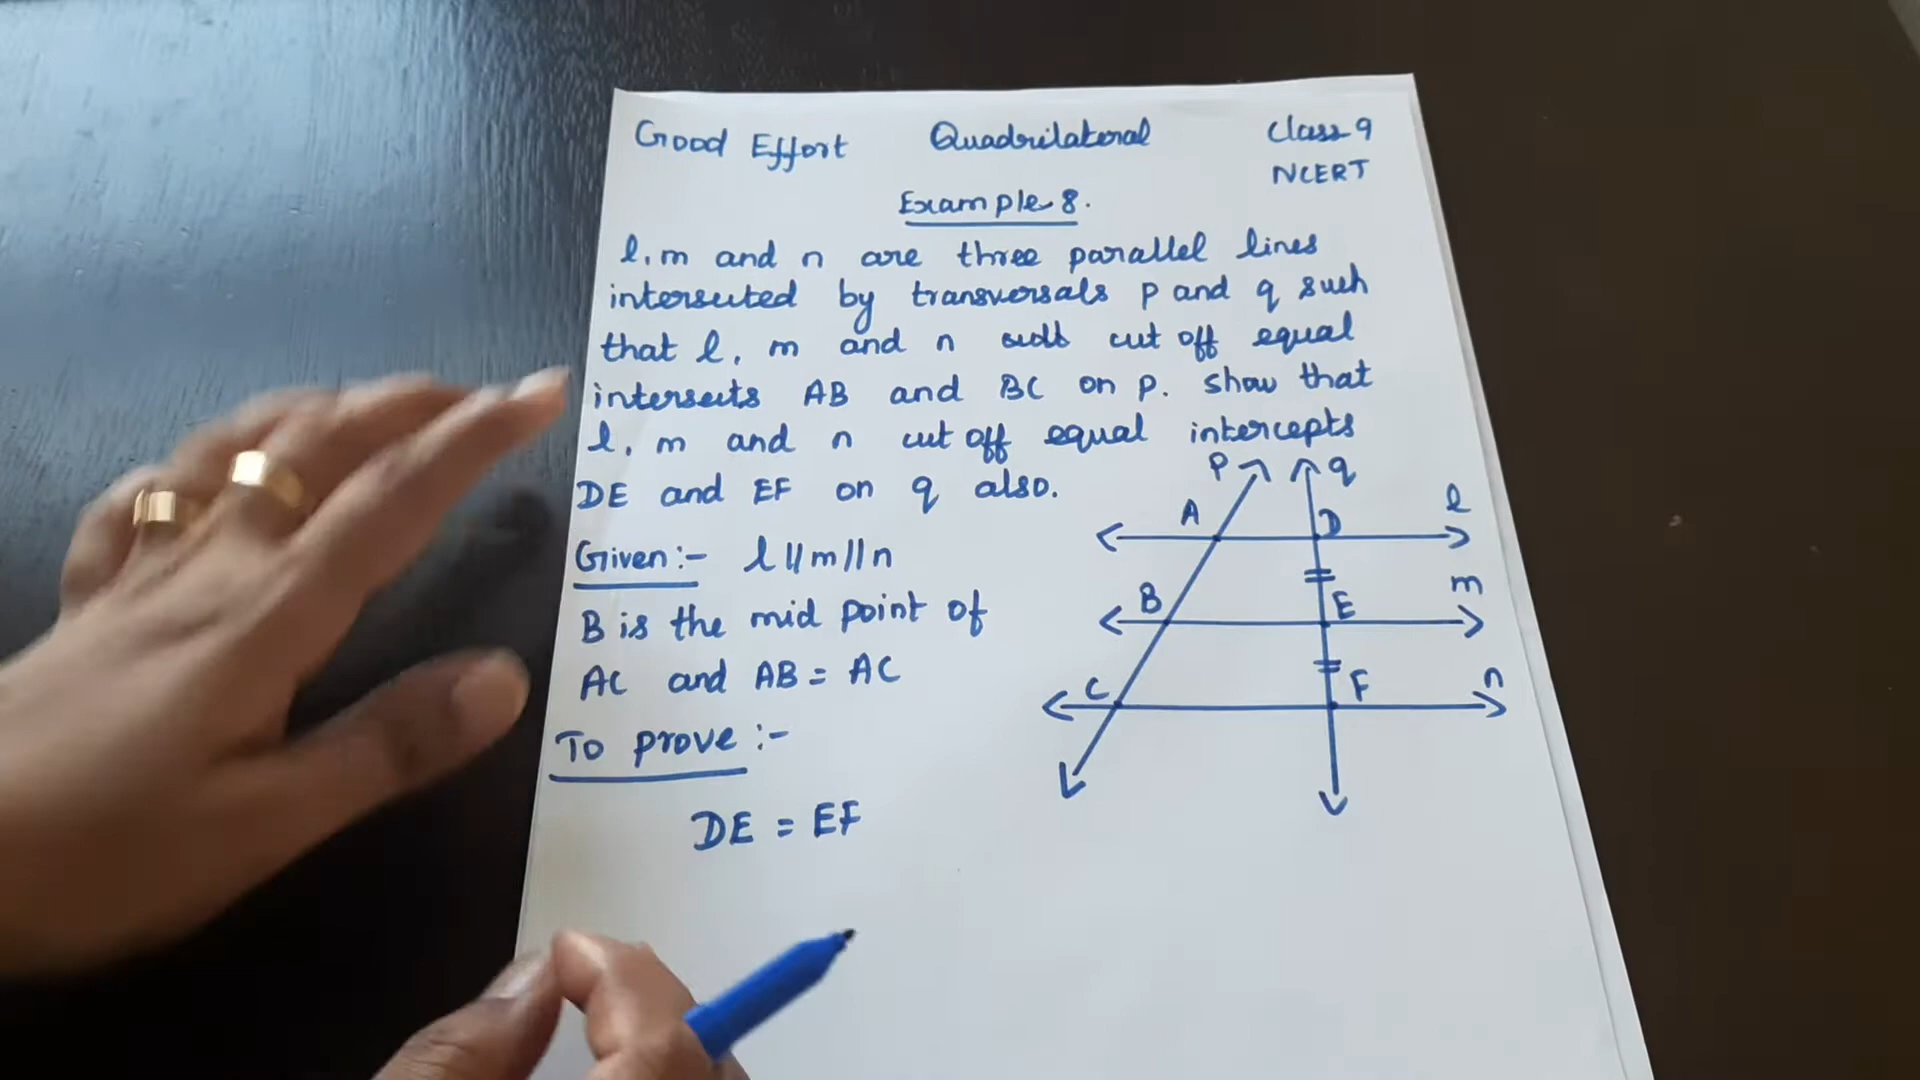 Good Effort Quadrilateral Class 9
NCERT
Example 8.
l, m and n are three parallel lines
intersected by transversals p and q such
that l, m and n cut off equal
intersects AB and BC on p. show that
l, m and n cut off equal intercepts
DE and EF on q also.
P q
A D l
Given :- l || m || n
B E m
B is the mid point of
AC and AB = AC
C F n
To prove :-
DE = EF